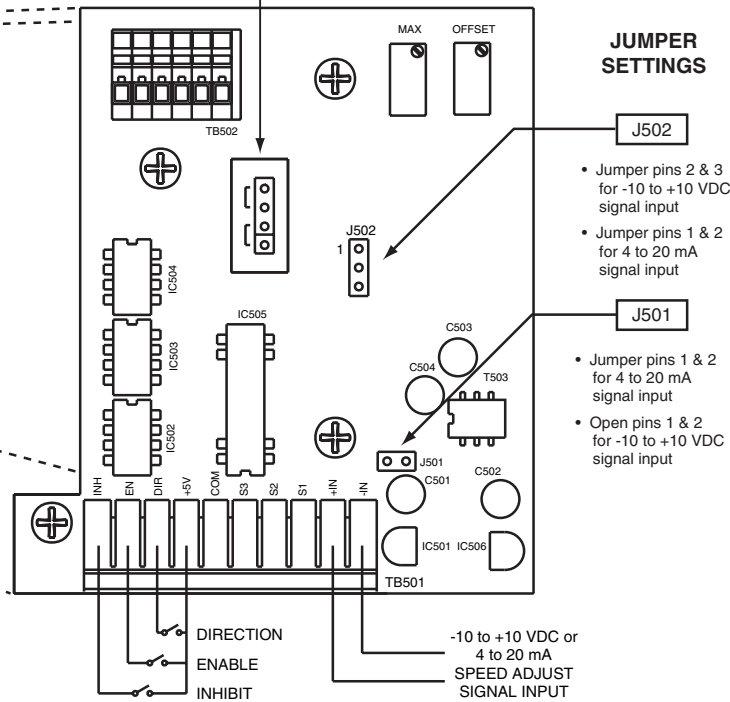 MAX
OFFSET
JUMPER
SETTINGS
TB502
J502
• Jumper pins 2 & 3
for -10 to +10 VDC
signal input
• Jumper pins 1 & 2
for 4 to 20 mA
signal input
J502
1
IC504
IC505
J501
C503
IC503
C504
T503
• Jumper pins 1 & 2
for 4 to 20 mA
signal input
• Open pins 1 & 2
for -10 to +10 VDC
signal input
IC502
J501
C501
C502
INH
EN
DIR
+5V
COM
S3
S2
S1
+IN
-IN
IC501
IC506
TB501
DIRECTION
ENABLE
INHIBIT
-10 to +10 VDC or
4 to 20 mA
SPEED ADJUST
SIGNAL INPUT